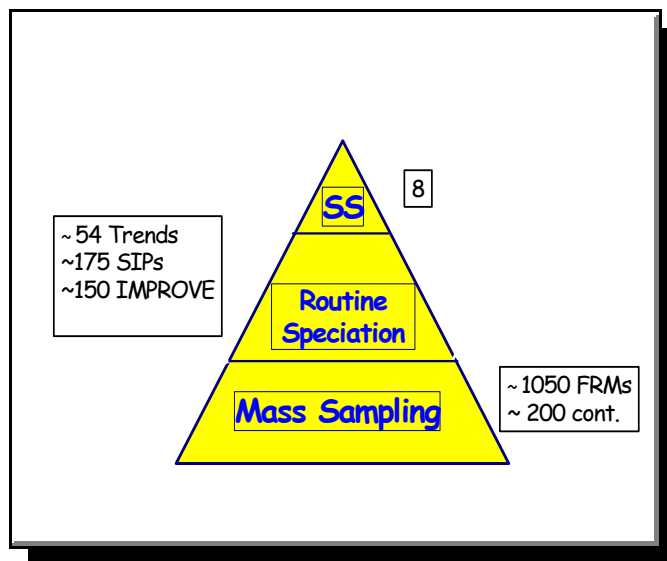 SS
8
~ 54 Trends
~175 SIPs
~150 IMPROVE
Routine
Speciation
~ 1050 FRMs
~ 200 cont.
Mass Sampling